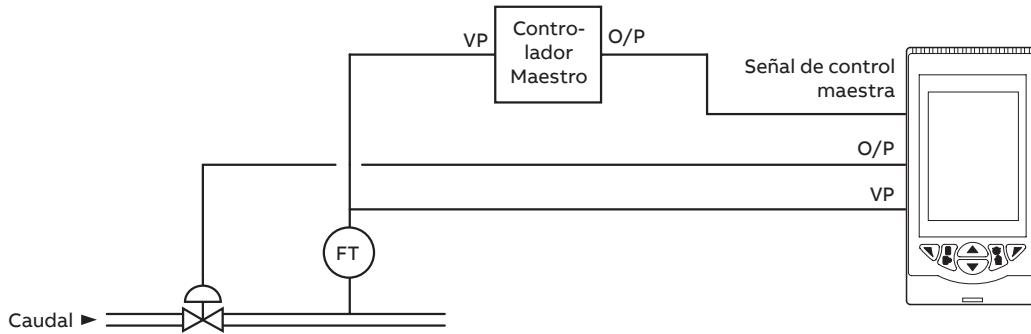 VP
Contro-
lador
Maestro
O/P
Señal de control
maestra
O/P
VP
FT
Caudal ►